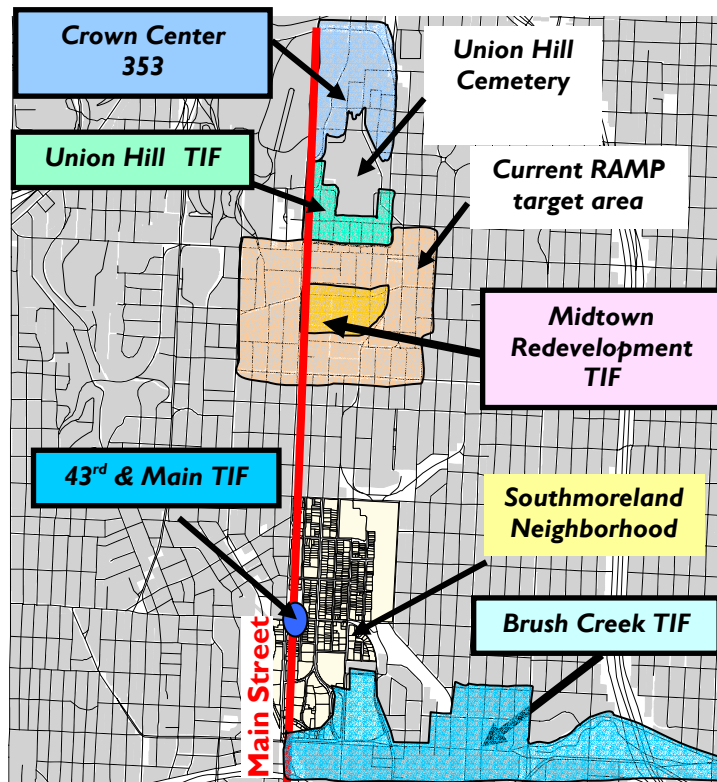 Crown Center
353
Union Hill
Cemetery
Union Hill TIF
Current RAMP
target area
Midtown
Redevelopment
TIF
43rd & Main TIF
Southmoreland
Neighborhood
Brush Creek TIF
Main Street